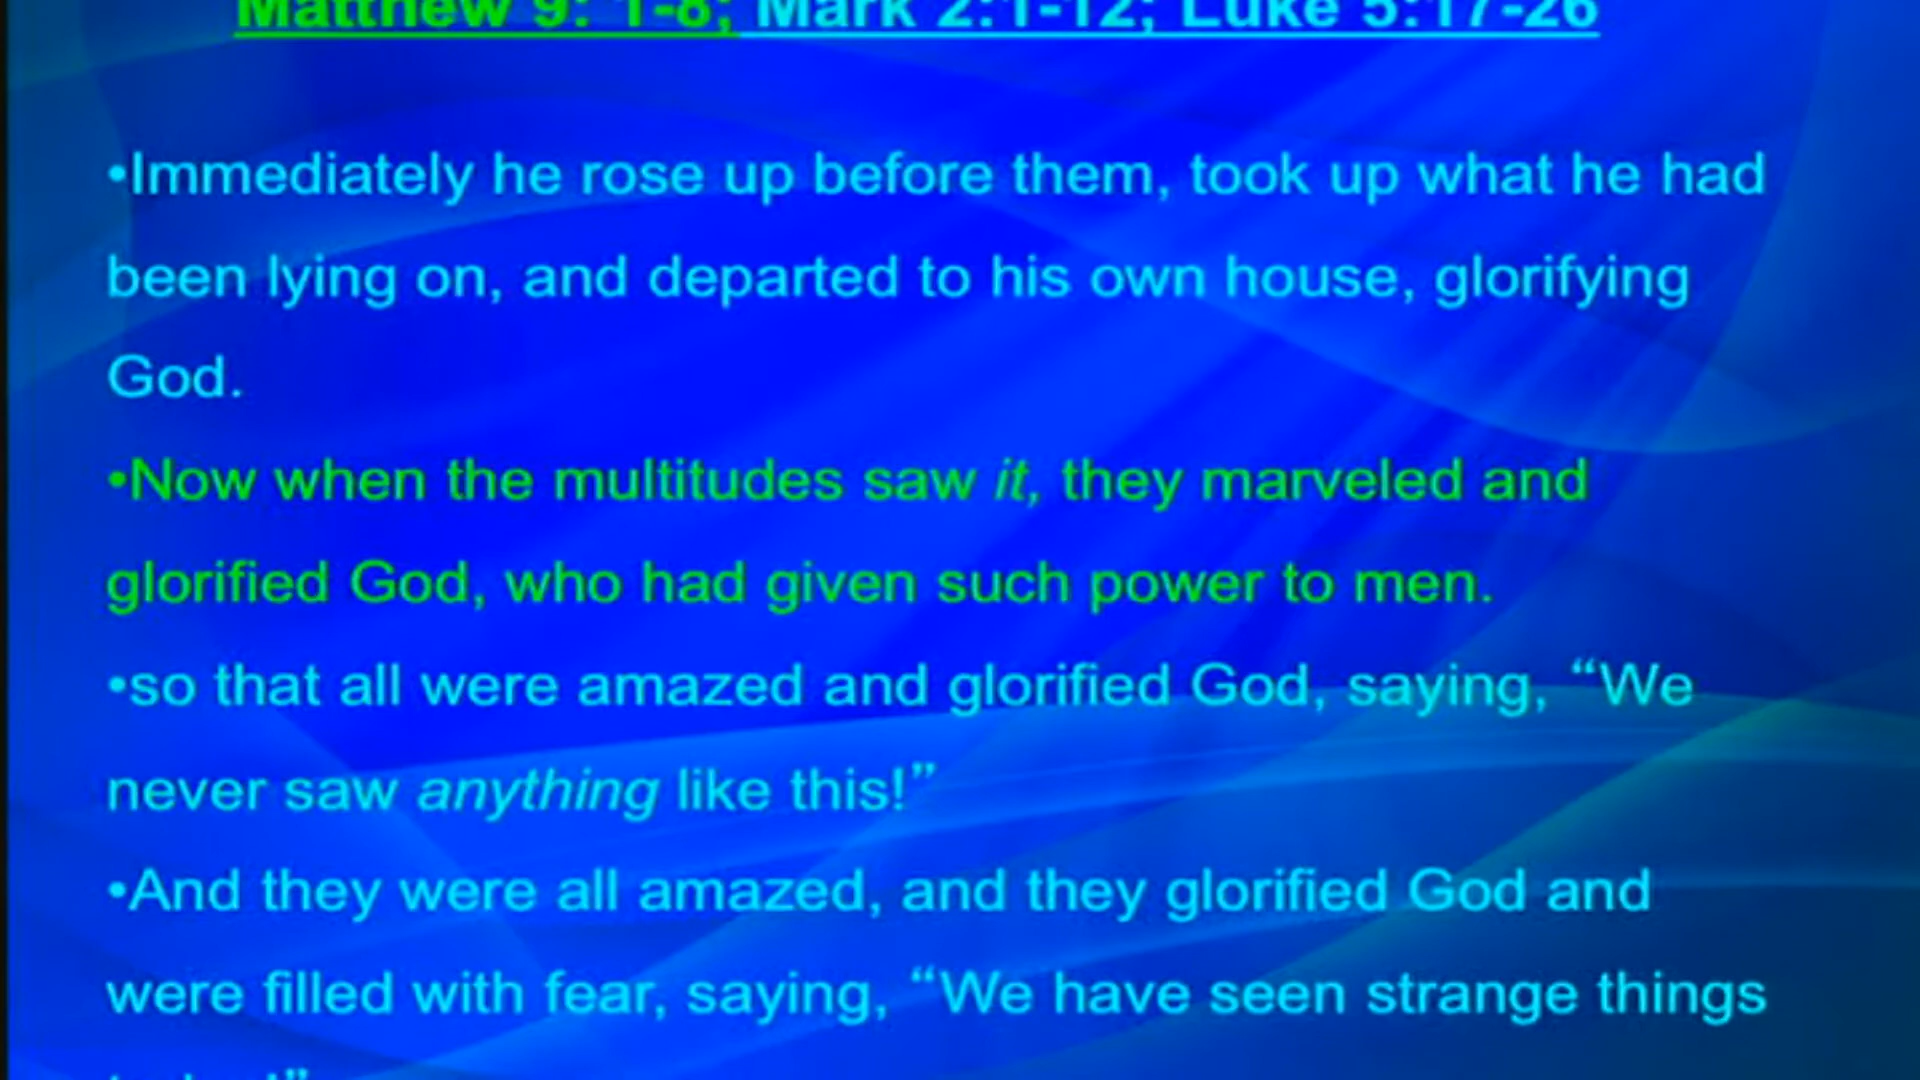 Matthew 9: 1-8; Mark 2:1-12; Luke 5:17-26
•Immediately he rose up before them, took up what he had
been lying on, and departed to his own house, glorifying
God.
•Now when the multitudes saw it, they marveled and
glorified God, who had given such power to men.
•so that all were amazed and glorified God, saying, “We
never saw anything like this!”
•And they were all amazed, and they glorified God and
were filled with fear, saying, “We have seen strange things